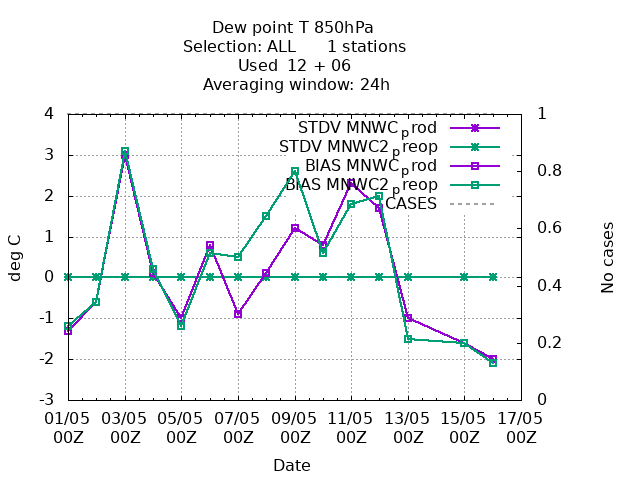 Dew point T 850hPa
Selection: ALL 1 stations
Used 12 + 06
Averaging window: 24h
STDV MNWC_prod
STDV MNWC2_preop
BIAS MNWC_prod
BIAS MNWC2_preop
CASES
4
3
2
1
0
-1
-2
-3
deg C
1
0.8
0.6
0.4
0.2
0
No cases
01/05 03/05 05/05 07/05 09/05 11/05 13/05 15/05 17/05
00Z 00Z 00Z 00Z 00Z 00Z 00Z 00Z 00Z
Date